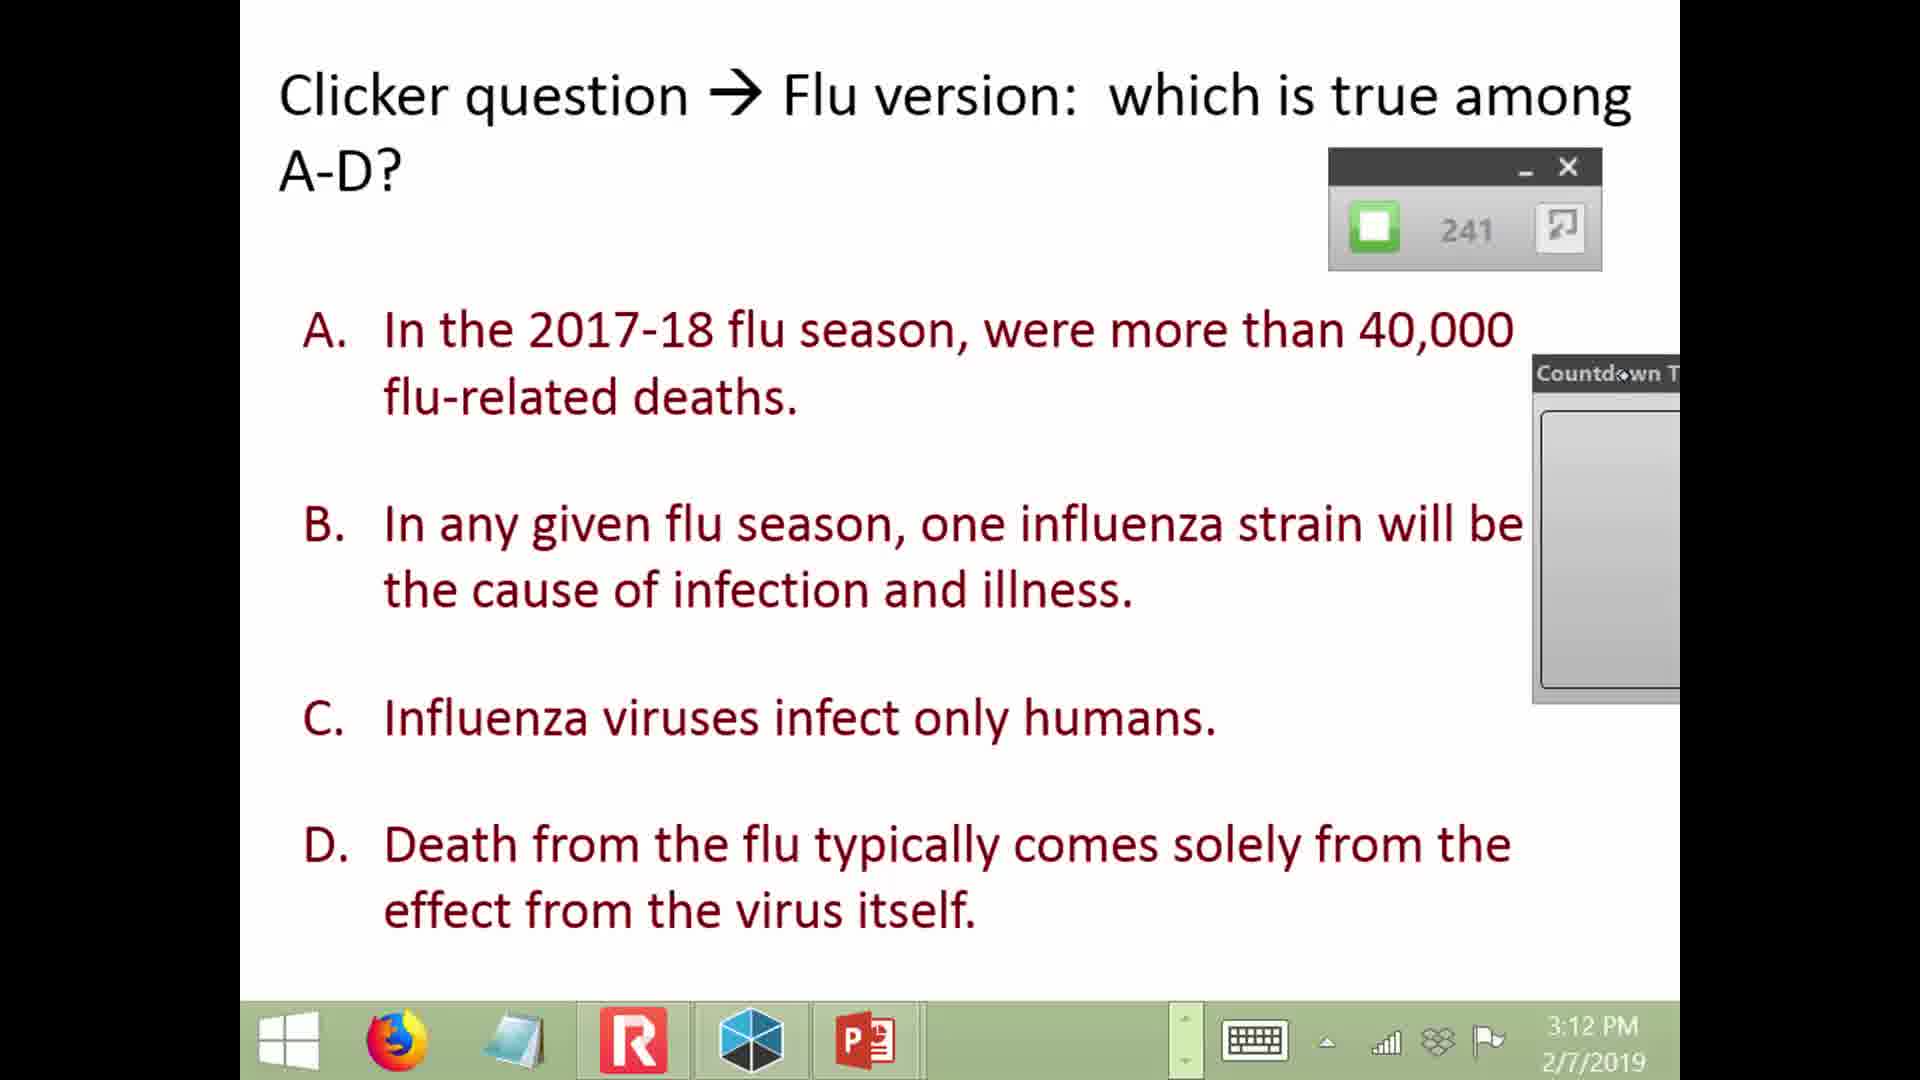 Clicker question → Flu version: which is true among
A-D?
241
A. In the 2017-18 flu season, were more than 40,000
flu-related deaths.
Countdown T
B. In any given flu season, one influenza strain will be
the cause of infection and illness.
C. Influenza viruses infect only humans.
D. Death from the flu typically comes solely from the
effect from the virus itself.
3:12 PM
2/7/2019